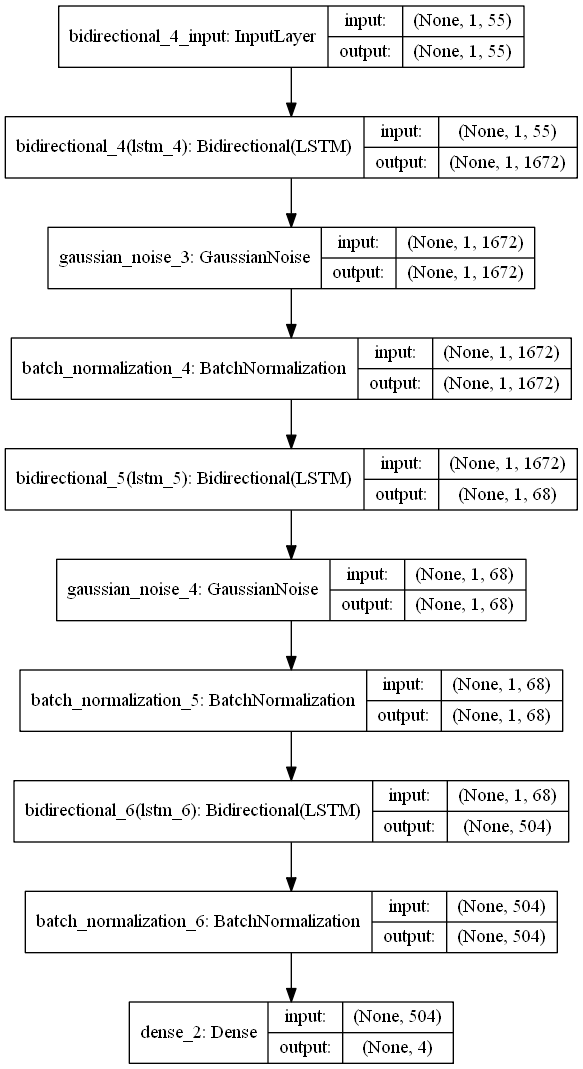 bidirectional_4_input: InputLayer
input: (None, 1, 55)
output: (None, 1, 55)
bidirectional_4(lstm_4): Bidirectional(LSTM)
input: (None, 1, 55)
output: (None, 1, 1672)
gaussian_noise_3: GaussianNoise
input: (None, 1, 1672)
output: (None, 1, 1672)
batch_normalization_4: BatchNormalization
input: (None, 1, 1672)
output: (None, 1, 1672)
bidirectional_5(lstm_5): Bidirectional(LSTM)
input: (None, 1, 1672)
output: (None, 1, 68)
gaussian_noise_4: GaussianNoise
input: (None, 1, 68)
output: (None, 1, 68)
batch_normalization_5: BatchNormalization
input: (None, 1, 68)
output: (None, 1, 68)
bidirectional_6(lstm_6): Bidirectional(LSTM)
input: (None, 1, 68)
output: (None, 504)
batch_normalization_6: BatchNormalization
input: (None, 504)
output: (None, 504)
dense_2: Dense
input: (None, 504)
output: (None, 4)